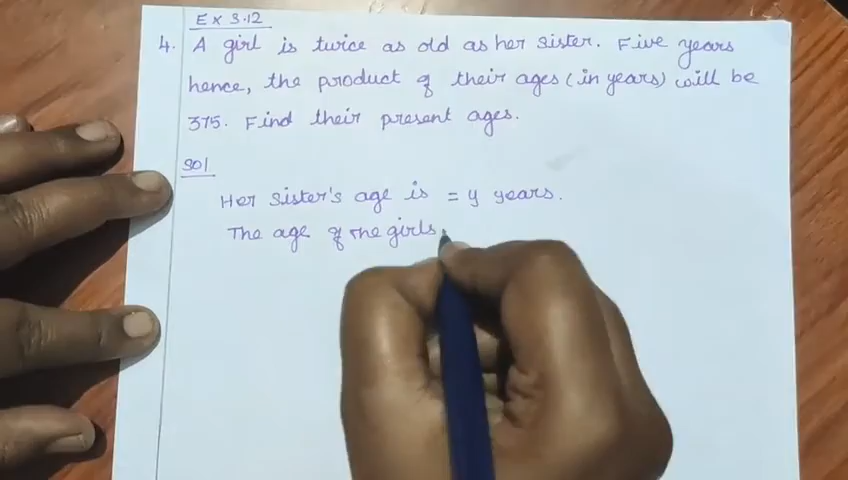 Ex 3.12
4. A girl is twice as old as her sister. Five years
hence, the product of their ages (in years) will be
375. Find their present ages.
Sol
Her sister's age is = y years.
The age of the girls